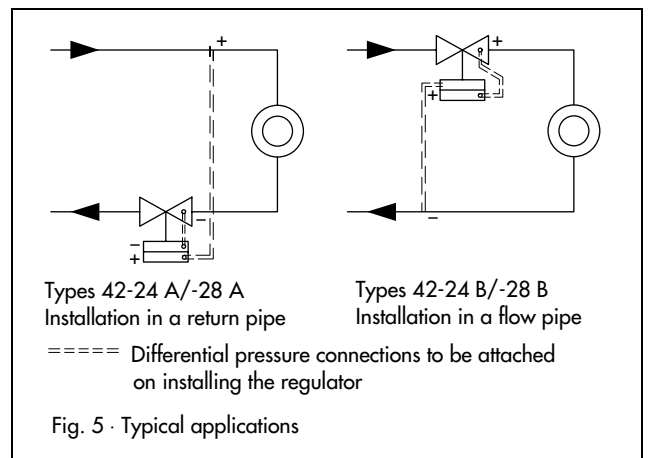 +
+
+
−
−
−
+
Types 42-24 A/-28 A
Installation in a return pipe
Types 42-24 B/-28 B
Installation in a flow pipe
===== Differential pressure connections to be attached
on installing the regulator
Fig. 5 · Typical applications